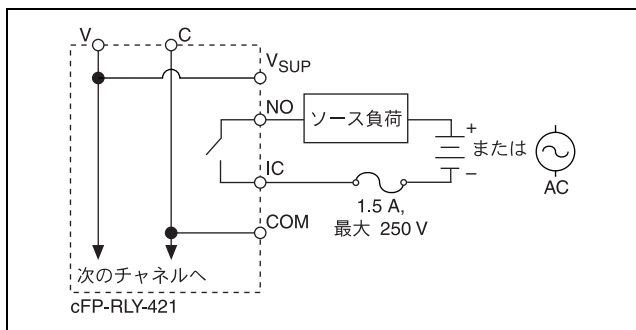 V
C
VSUP
NO
ソース負荷
+
または
−
AC
IC
1.5 A,
最大 250 V
COM
次のチャネルへ
cFP-RLY-421